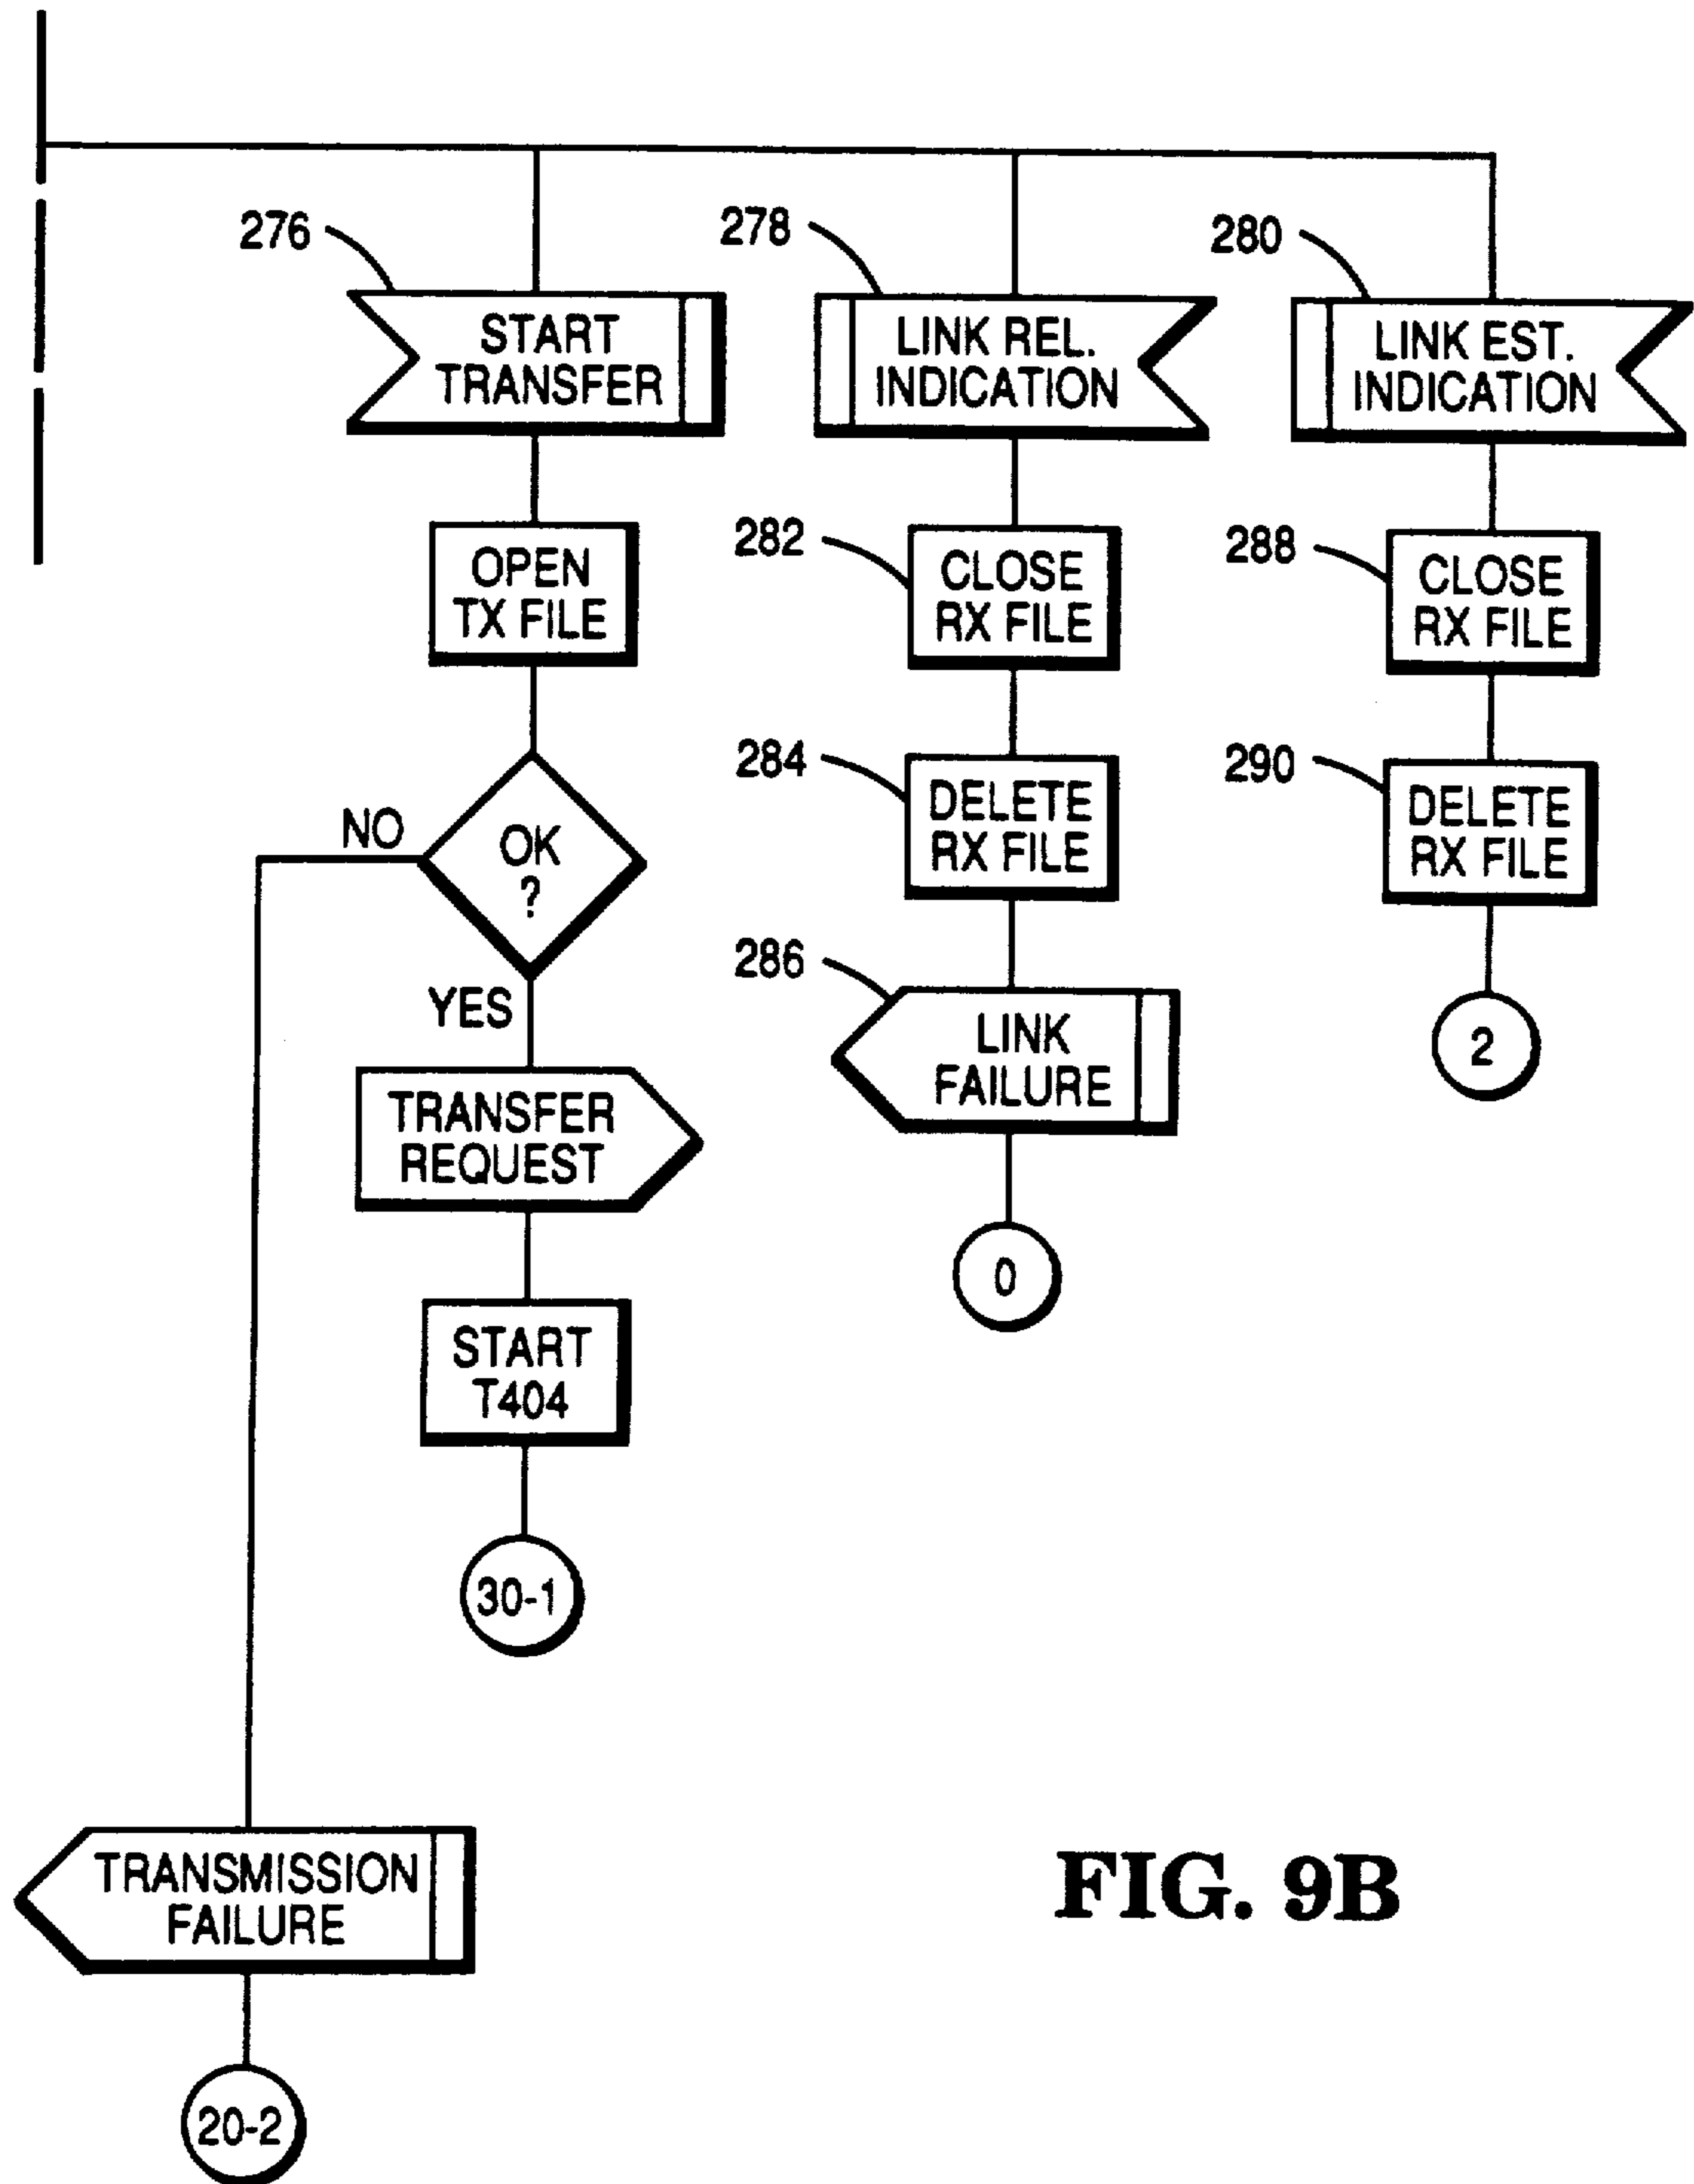 276
START
TRANSFER
OPEN
TX FILE
OK
?
NO
YES
TRANSFER
REQUEST
START
T404
30-1
TRANSMISSION
FAILURE
20-2
278
LINK REL.
INDICATION
282
CLOSE
RX FILE
284
DELETE
RX FILE
286
LINK
FAILURE
0
280
LINK EST.
INDICATION
288
CLOSE
RX FILE
290
DELETE
RX FILE
2
FIG. 9B